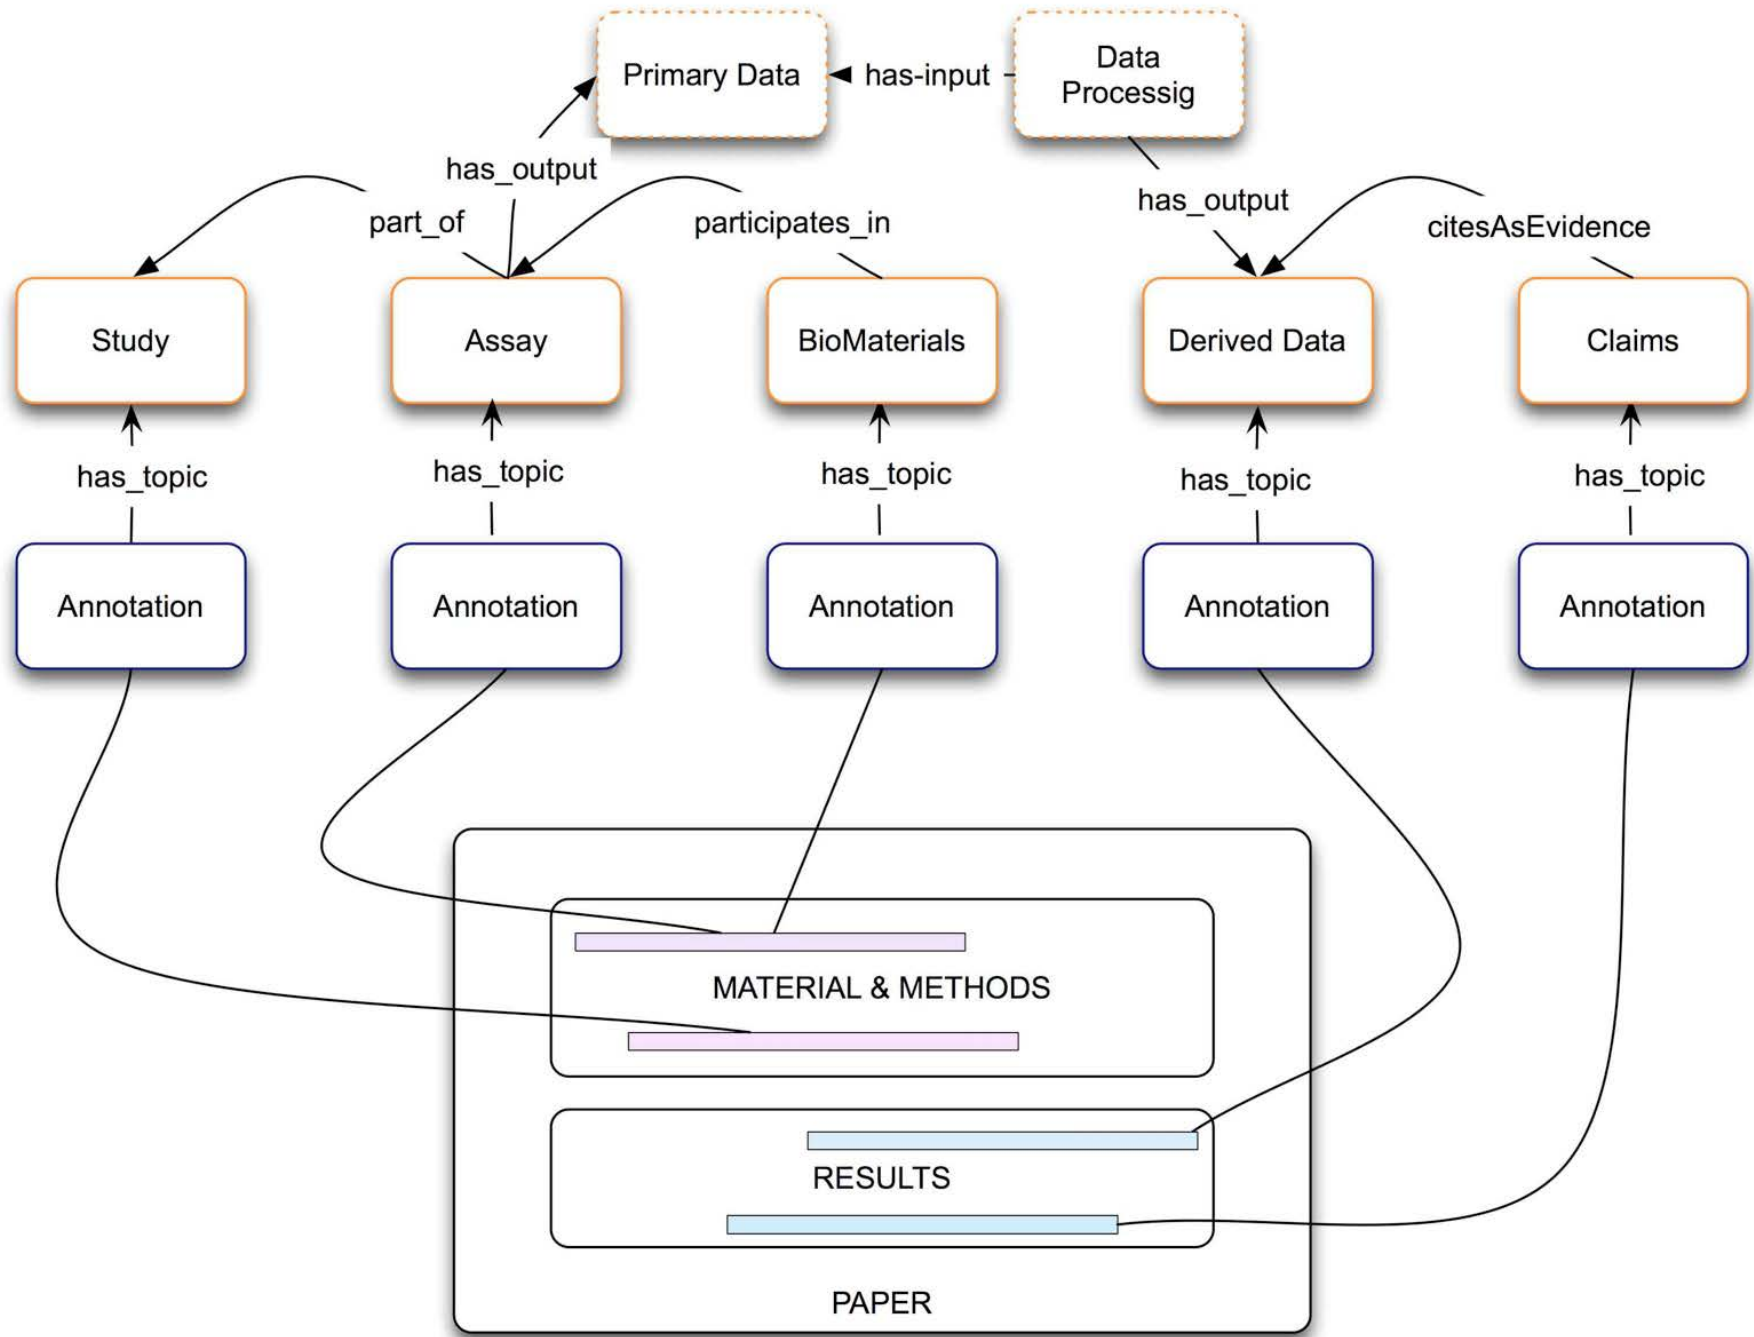 Primary Data
has-input
Data
Processig
has_output
has_output
part_of
participates_in
citesAsEvidence
Study
Assay
BioMaterials
Derived Data
Claims
has_topic
has_topic
has_topic
has_topic
has_topic
Annotation
Annotation
Annotation
Annotation
Annotation
MATERIAL & METHODS
RESULTS
PAPER